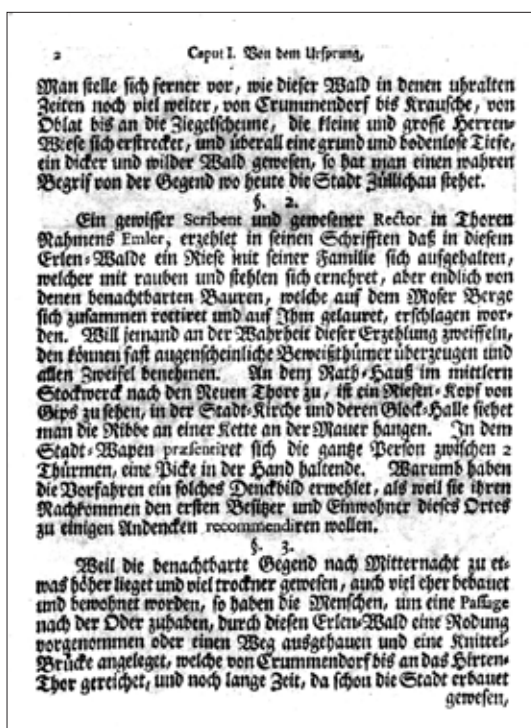 2 Caput I. Von dem Ursprung,
Man stelle sich ferner vor, wie dieser Wald in denen uhralten
Zeiten noch viel weiter, von Crummendorf bis Krausche, von
Oblat bis an die Ziegelscheune, die kleine und grosse Herren-
Wiese sich erstrecket, und überall eine grund und bodenlose Tiefe,
ein dicker und wilder Wald gewesen, so hat man einen wahren
Begrif von der Gegend wo heute die Stadt Züllichau stehet.
§. 2.
Ein gewisser Scribent und gewesener Rector in Thoren
Nahmens Emler, erzehlet in seinen Schrifften daß in diesem
Erlen-Walde ein Riese mit seiner Familie sich aufgehalten,
welcher mit rauben und stehlen sich ernehret, aber endlich von
denen benachtbarten Bauren, welche auf dem Moser Berge
sich zusammen rottiret und auf Ihm gelauret, erschlagen wor-
den. Will jemand an der Wahrheit dieser Erzehlung zweiffeln,
den können fast augenscheinliche Beweißthümer überzeugen und
allen Zweifel benehmen. An dem Rath-Hauß im mittlern
Stockwerck nach den Neuen Thore zu, ist ein Riesen-Kopf von
Gips zu sehen, in der Stadt-Kirche und deren Glock-Halle siehet
man die Ribbe an einer Kette an der Mauer hangen. In dem
Stadt-Wapen præsentiret sich die gantze Person zwischen 2
Thürmen, eine Picke in der Hand haltende. Warumb haben
die Vorfahren ein solches Denckbild erwehlet, als weil sie ihren
Nachkommen den ersten Besitzer und Einwohner dieses Ortes
zu einigen Andencken recommendiren wollen.
§. 3.
Weil die benachtbarte Gegend nach Mitternacht zu et-
was höher lieget und viel trockner gewesen, auch viel eher bebauet
und bewohnet worden, so haben die Menschen, um eine Passage
nach der Oder zuhaben, durch diesen Erlen-Wald eine Rodung
vorgenommen oder einen Weg ausgehauen und eine Knittel-
Brücke angeleget, welche von Crummendorf bis an das Hirten-
Thor gereichet, und noch lange Zeit, da schon die Stadt erbauet
gewesen,